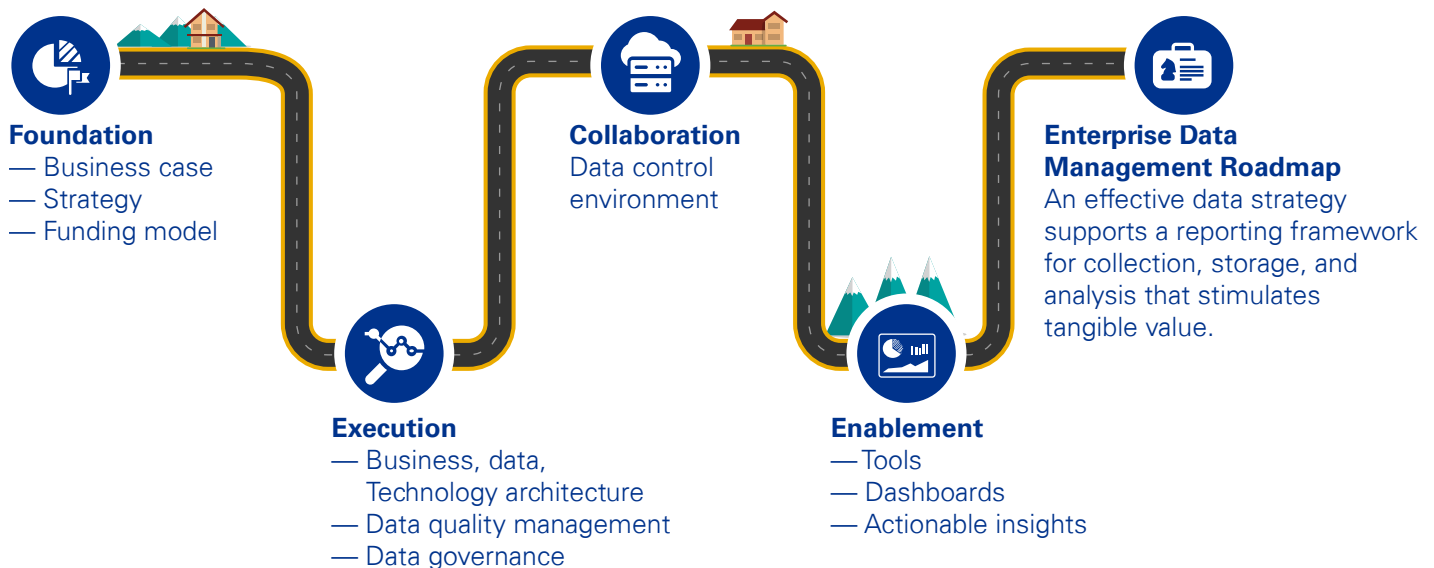 Foundation
— Business case
— Strategy
— Funding model
Execution
— Business, data,
Technology architecture
— Data quality management
— Data governance
Collaboration
Data control
environment
Enablement
— Tools
— Dashboards
— Actionable insights
Enterprise Data
Management Roadmap
An effective data strategy
supports a reporting framework
for collection, storage, and
analysis that stimulates
tangible value.